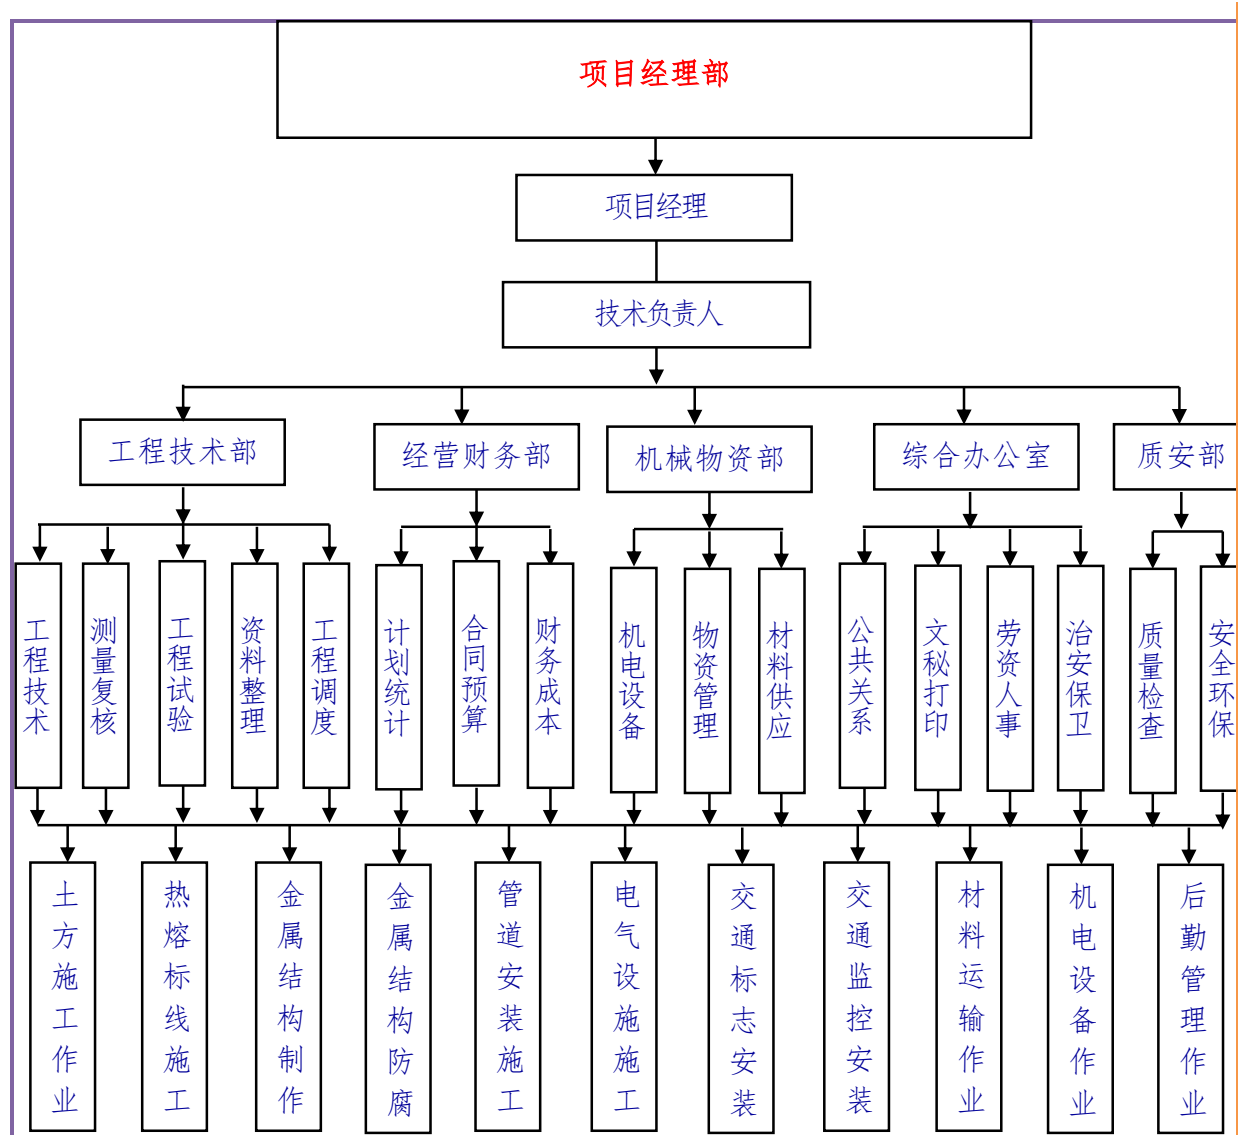 项目经理部
项目经理
技术负责人
工程技术部
经营财务部
机械物资部
综合办公室
质安部
工程技术
测量复核
工程试验
资料整理
工程调度
计划统计
合同预算
财务成本
机电设备
物资管理
材料供应
公共关系
文秘打印
劳资人事
治安保卫
质量检查
安全环保
土方施工作业
热熔标线施工
金属结构制作
金属结构防腐
管道安装施工
电气设施施工
交通标志安装
交通监控安装
材料运输作业
机电设备作业
后勤管理作业